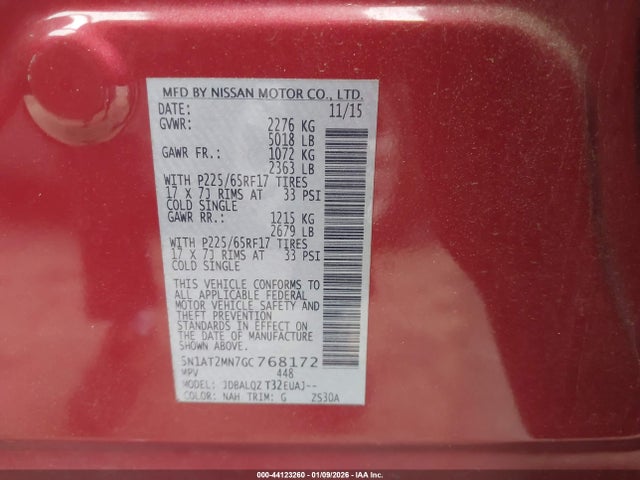 MFD BY NISSAN MOTOR CO., LTD.
DATE: 11/15
GVWR: 2276 KG
5018 LB
GAWR FR.: 1072 KG
2363 LB
WITH P225/65RF17 TIRES
17 X 7J RIMS AT 33 PSI
COLD SINGLE
GAWR RR.: 1215 KG
2679 LB
WITH P225/65RF17 TIRES
17 X 7J RIMS AT 33 PSI
COLD SINGLE
THIS VEHICLE CONFORMS TO
ALL APPLICABLE FEDERAL
MOTOR VEHICLE SAFETY AND
THEFT PREVENTION
STANDARDS IN EFFECT ON
THE DATE OF MANUFACTURE
SHOWN ABOVE.
5N1AT2MN7GC768172
MPV 448
MODEL: JDBALQZ T32EUAJ--
COLOR: NAH TRIM: G ZS30A
000-44123260 - 01/09/2026 - IAA Inc.